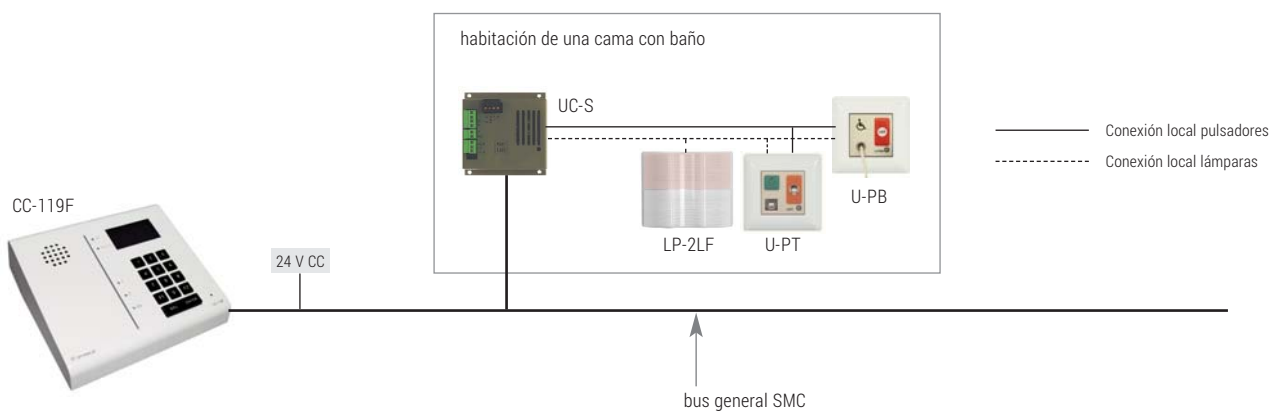 habitación de una cama con baño
UC-S
Conexión local pulsadores
Conexión local lámparas
U-PB
CC-119F
LP-2LF
U-PT
24 V CC
bus general SMC